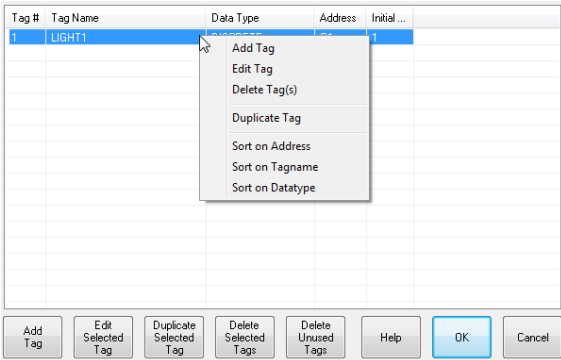 Tag # Tag Name Data Type Address Initial ...
1 LIGHT1 1
Add Tag
Edit Tag
Delete Tag(s)
Duplicate Tag
Sort on Address
Sort on Tagname
Sort on Datatype
Add
Tag
Edit
Selected
Tag
Duplicate
Selected
Tag
Delete
Selected
Tags
Delete
Unused
Tags
Help
OK
Cancel